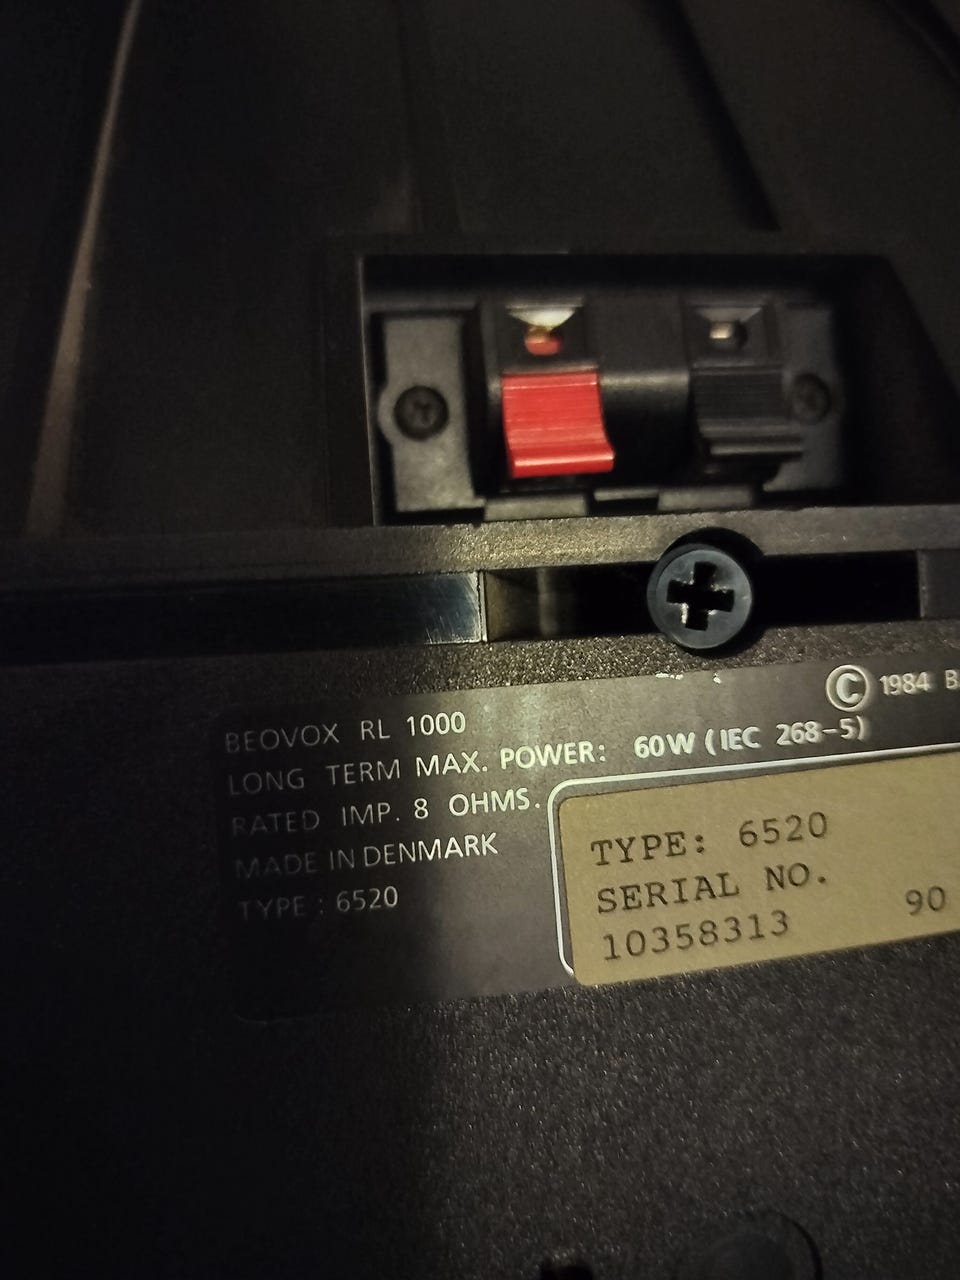 © 1984 B
BEOVOX RL 1000
LONG TERM MAX. POWER: 60W (IEC 268-5)
RATED IMP. 8 OHMS.
MADE IN DENMARK
TYPE : 6520
TYPE: 6520
SERIAL NO.
10358313 90